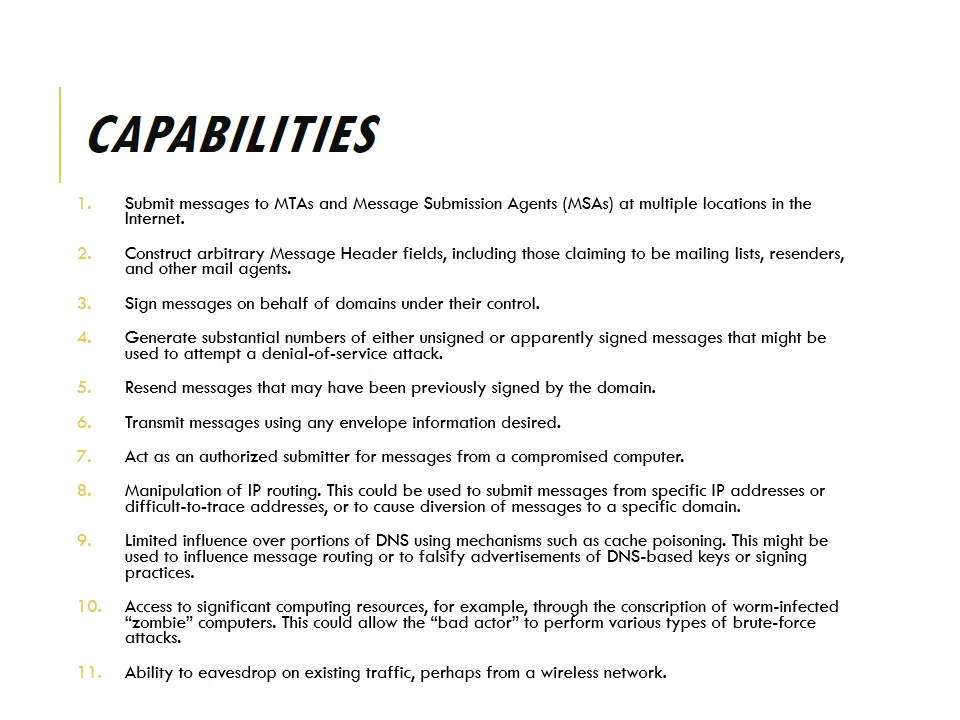 CAPABILITIES
1. Submit messages to MTAs and Message Submission Agents (MSAs) at multiple locations in the
Internet.
2. Construct arbitrary Message Header fields, including those claiming to be mailing lists, resenders,
and other mail agents.
3. Sign messages on behalf of domains under their control.
4. Generate substantial numbers of either unsigned or apparently signed messages that might be
used to attempt a denial-of-service attack.
5. Resend messages that may have been previously signed by the domain.
6. Transmit messages using any envelope information desired.
7. Act as an authorized submitter for messages from a compromised computer.
8. Manipulation of IP routing. This could be used to submit messages from specific IP addresses or
difficult-to-trace addresses, or to cause diversion of messages to a specific domain.
9. Limited influence over portions of DNS using mechanisms such as cache poisoning. This might be
used to influence message routing or to falsify advertisements of DNS-based keys or signing
practices.
10. Access to significant computing resources, for example, through the conscription of worm-infected
“zombie” computers. This could allow the “bad actor” to perform various types of brute-force
attacks.
11. Ability to eavesdrop on existing traffic, perhaps from a wireless network.